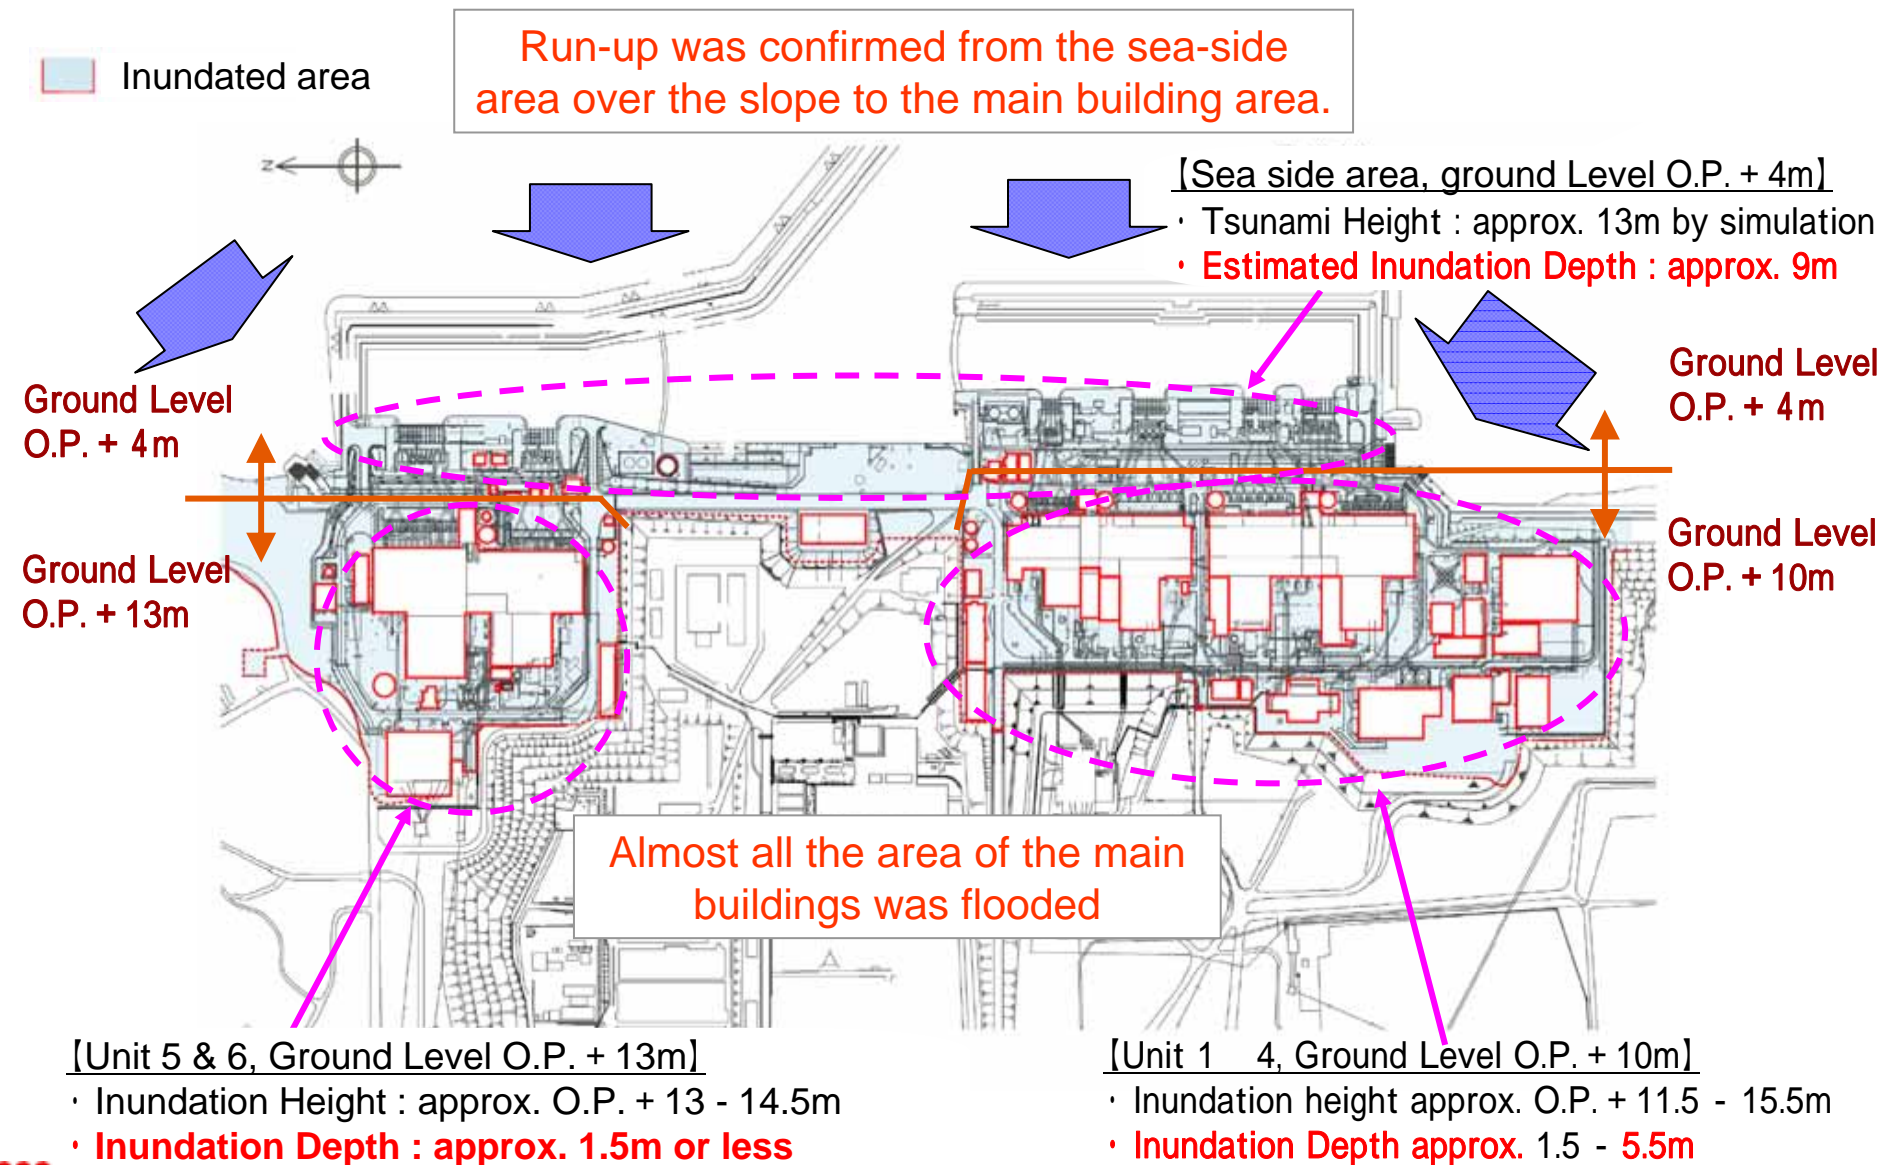 Run-up was confirmed from the sea-side
area over the slope to the main building area.
Inundated area
Z
【Sea side area, ground Level O.P. + 4m】
・Tsunami Height : approx. 13m by simulation
・Estimated Inundation Depth : approx. 9m
Ground Level
O.P. + 4m
Ground Level
O.P. + 4m
Ground Level
O.P. + 13m
Ground Level
O.P. + 10m
Almost all the area of the main
buildings was flooded
【Unit 5 & 6, Ground Level O.P. + 13m】
・Inundation Height : approx. O.P. + 13 - 14.5m
・Inundation Depth : approx. 1.5m or less
【Unit 1 4, Ground Level O.P. + 10m】
・Inundation height approx. O.P. + 11.5 - 15.5m
・Inundation Depth approx. 1.5 - 5.5m